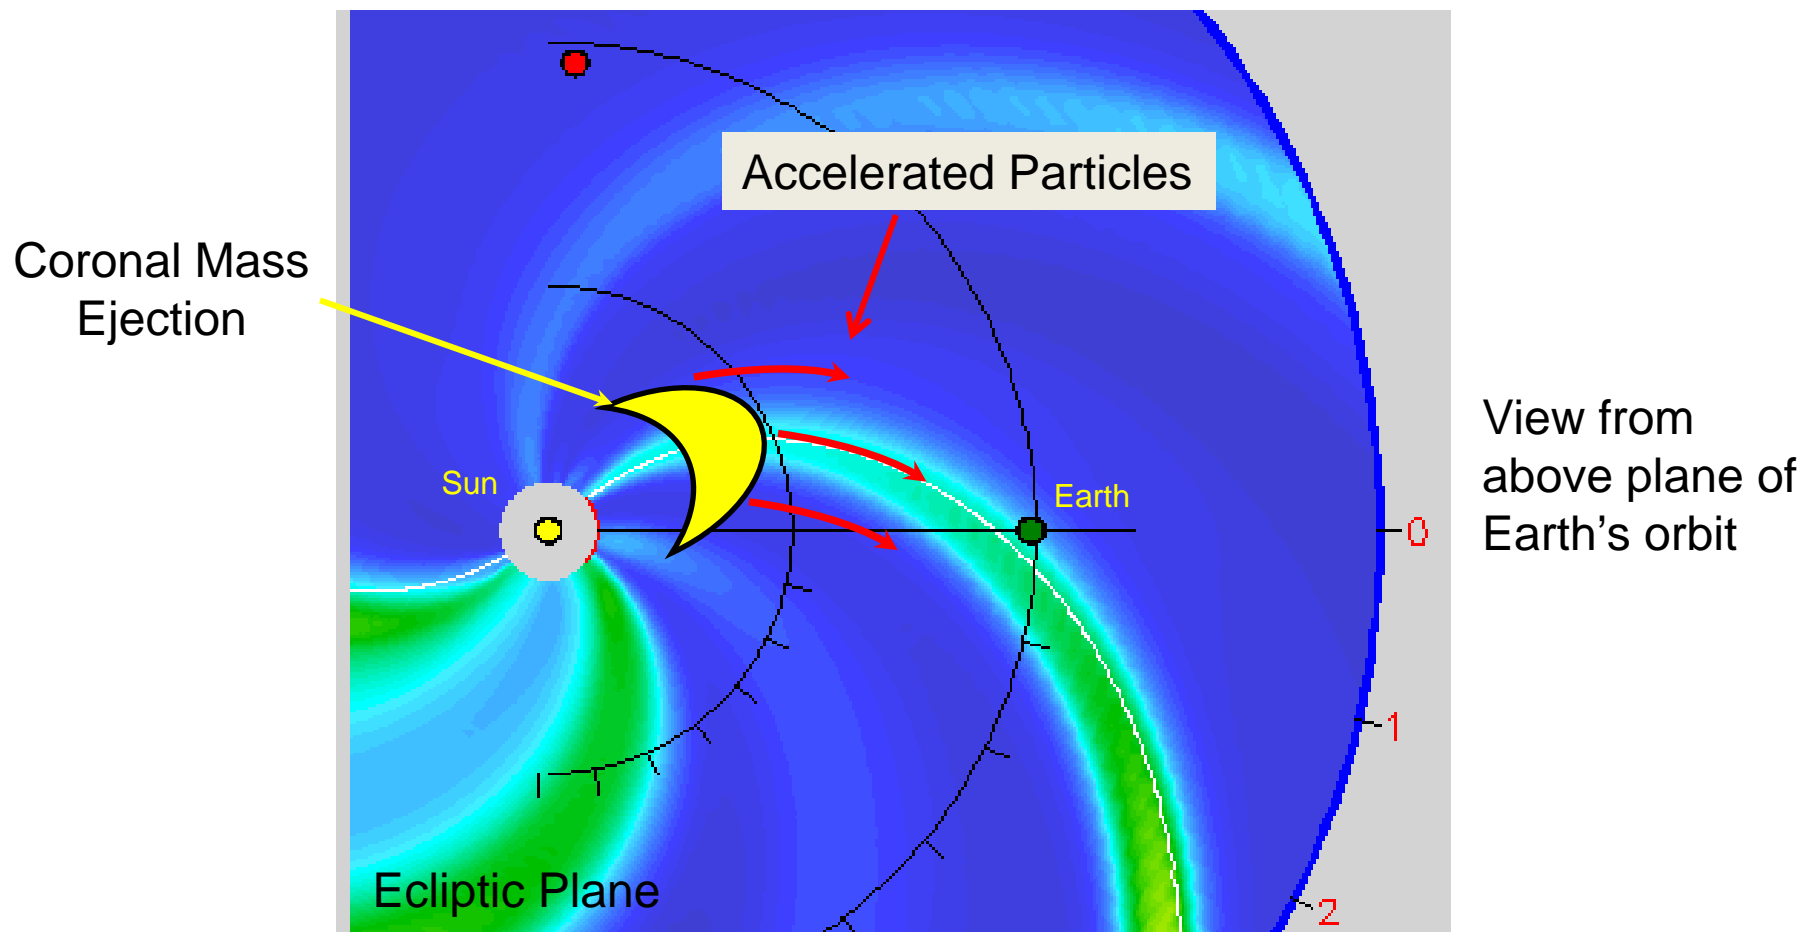 Accelerated Particles
Coronal Mass
Ejection
Sun
Earth
View from
above plane of
Earth’s orbit
0
1
2
Ecliptic Plane